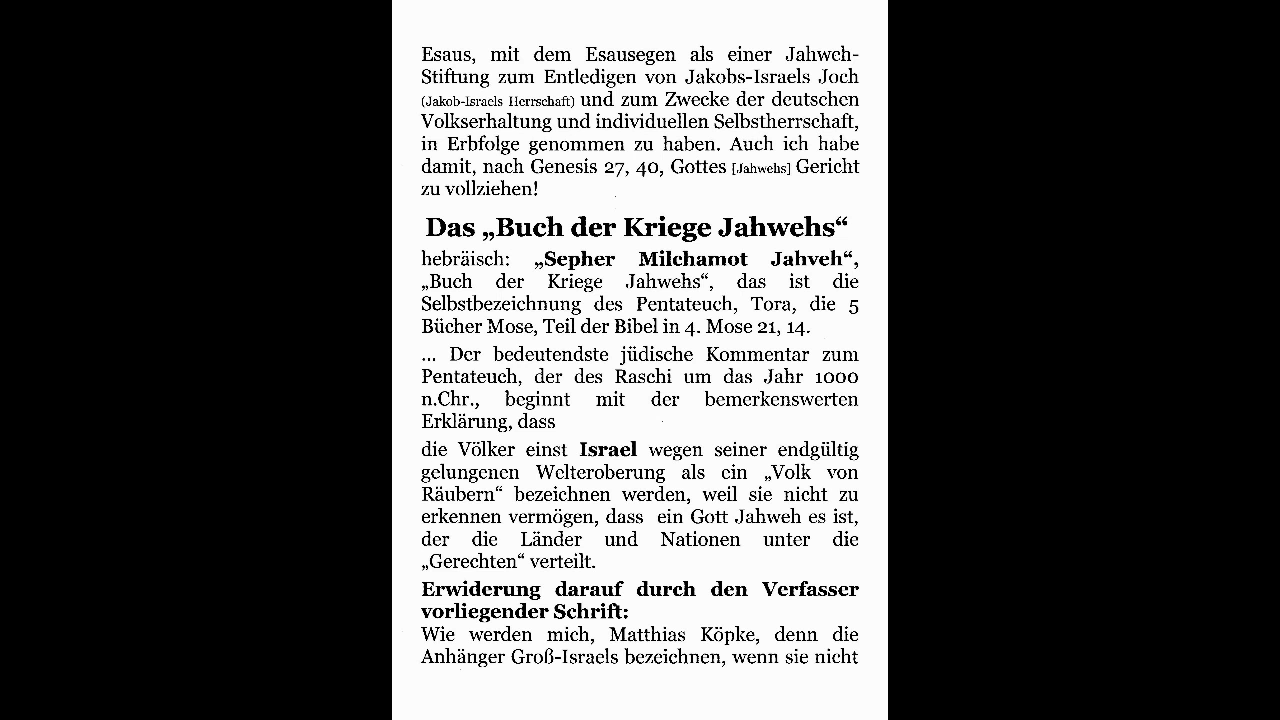 Esaus, mit dem Esausegen als einer Jahweh-
Stiftung zum Entledigen von Jakobs-Israels Joch
(Jakob-Israels Herrschaft) und zum Zwecke der deutschen
Volkserhaltung und individuellen Selbstherrschaft,
in Erbfolge genommen zu haben. Auch ich habe
damit, nach Genesis 27, 40, Gottes [Jahwehs] Gericht
zu vollziehen!
Das „Buch der Kriege Jahwehs“
hebräisch: „Sepher Milchamot Jahveh“,
„Buch der Kriege Jahwehs“, das ist die
Selbstbezeichnung des Pentateuch, Tora, die 5
Bücher Mose, Teil der Bibel in 4. Mose 21, 14.
... Der bedeutendste jüdische Kommentar zum
Pentateuch, der des Raschi um das Jahr 1000
n.Chr., beginnt mit der bemerkenswerten
Erklärung, dass
die Völker einst Israel wegen seiner endgültig
gelungenen Welteroberung als ein „Volk von
Räubern“ bezeichnen werden, weil sie nicht zu
erkennen vermögen, dass ein Gott Jahweh es ist,
der die Länder und Nationen unter die
„Gerechten“ verteilt.
Erwiderung darauf durch den Verfasser
vorliegender Schrift:
Wie werden mich, Matthias Köpke, denn die
Anhänger Groß-Israels bezeichnen, wenn sie nicht